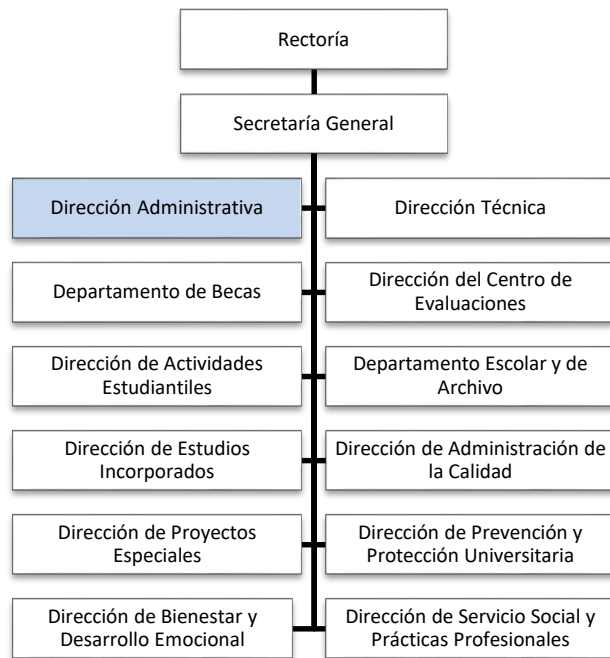 Rectoría
Secretaría General
Dirección Administrativa
Dirección Técnica
Departamento de Becas
Dirección del Centro de
Evaluaciones
Dirección de Actividades
Estudiantiles
Departamento Escolar y de
Archivo
Dirección de Estudios
Incorporados
Dirección de Administración de
la Calidad
Dirección de Proyectos
Especiales
Dirección de Prevención y
Protección Universitaria
Dirección de Bienestar y
Desarrollo Emocional
Dirección de Servicio Social y
Prácticas Profesionales